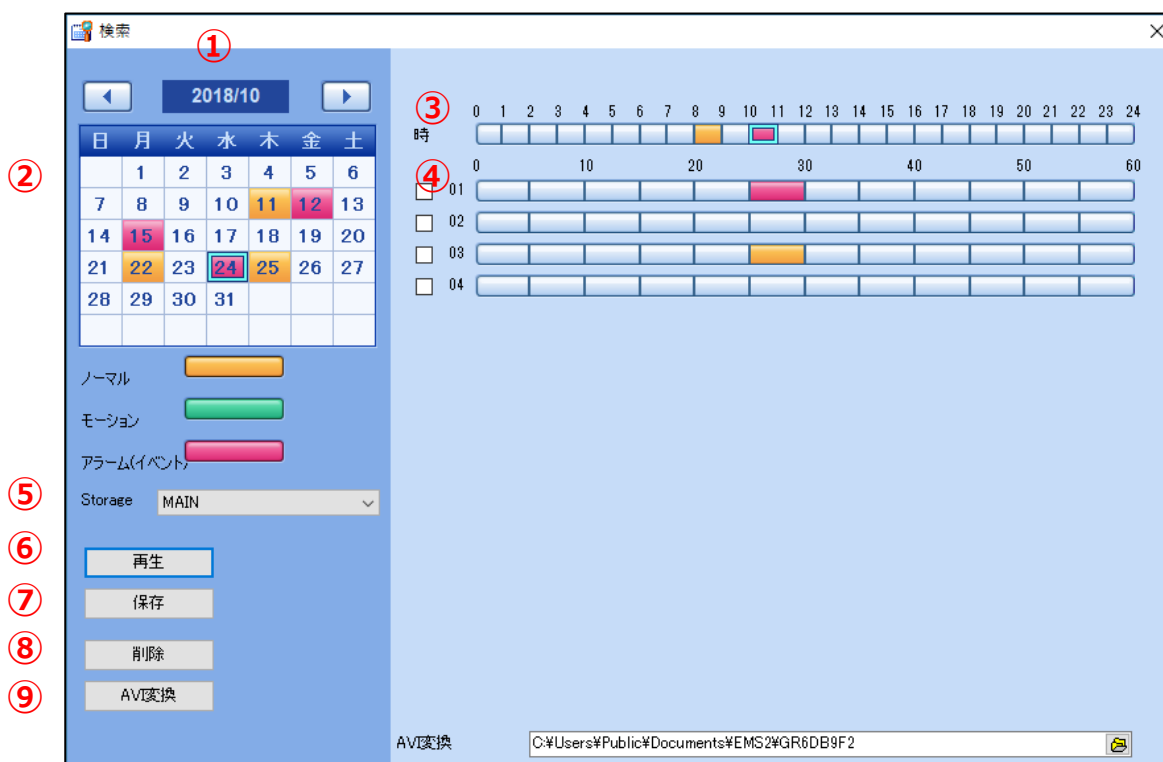 検索
①
2018/10
③ 0 1 2 3 4 5 6 7 8 9 10 11 12 13 14 15 16 17 18 19 20 21 22 23 24
時
日 月 火 水 木 金 土
② 1 2 3 4 5 6
7 8 9 10 11 12 13
14 15 16 17 18 19 20
21 22 23 24 25 26 27
28 29 30 31
0 10 20 30 40 50 60
④
01
02
03
04
ノーマル
モーション
アラーム(イベント)
⑤ Storage MAIN
⑥ 再生
⑦ 保存
⑧ 削除
⑨ AVI変換
AVI変換 C:¥Users¥Public¥Documents¥EMS2¥GR6DB9F2